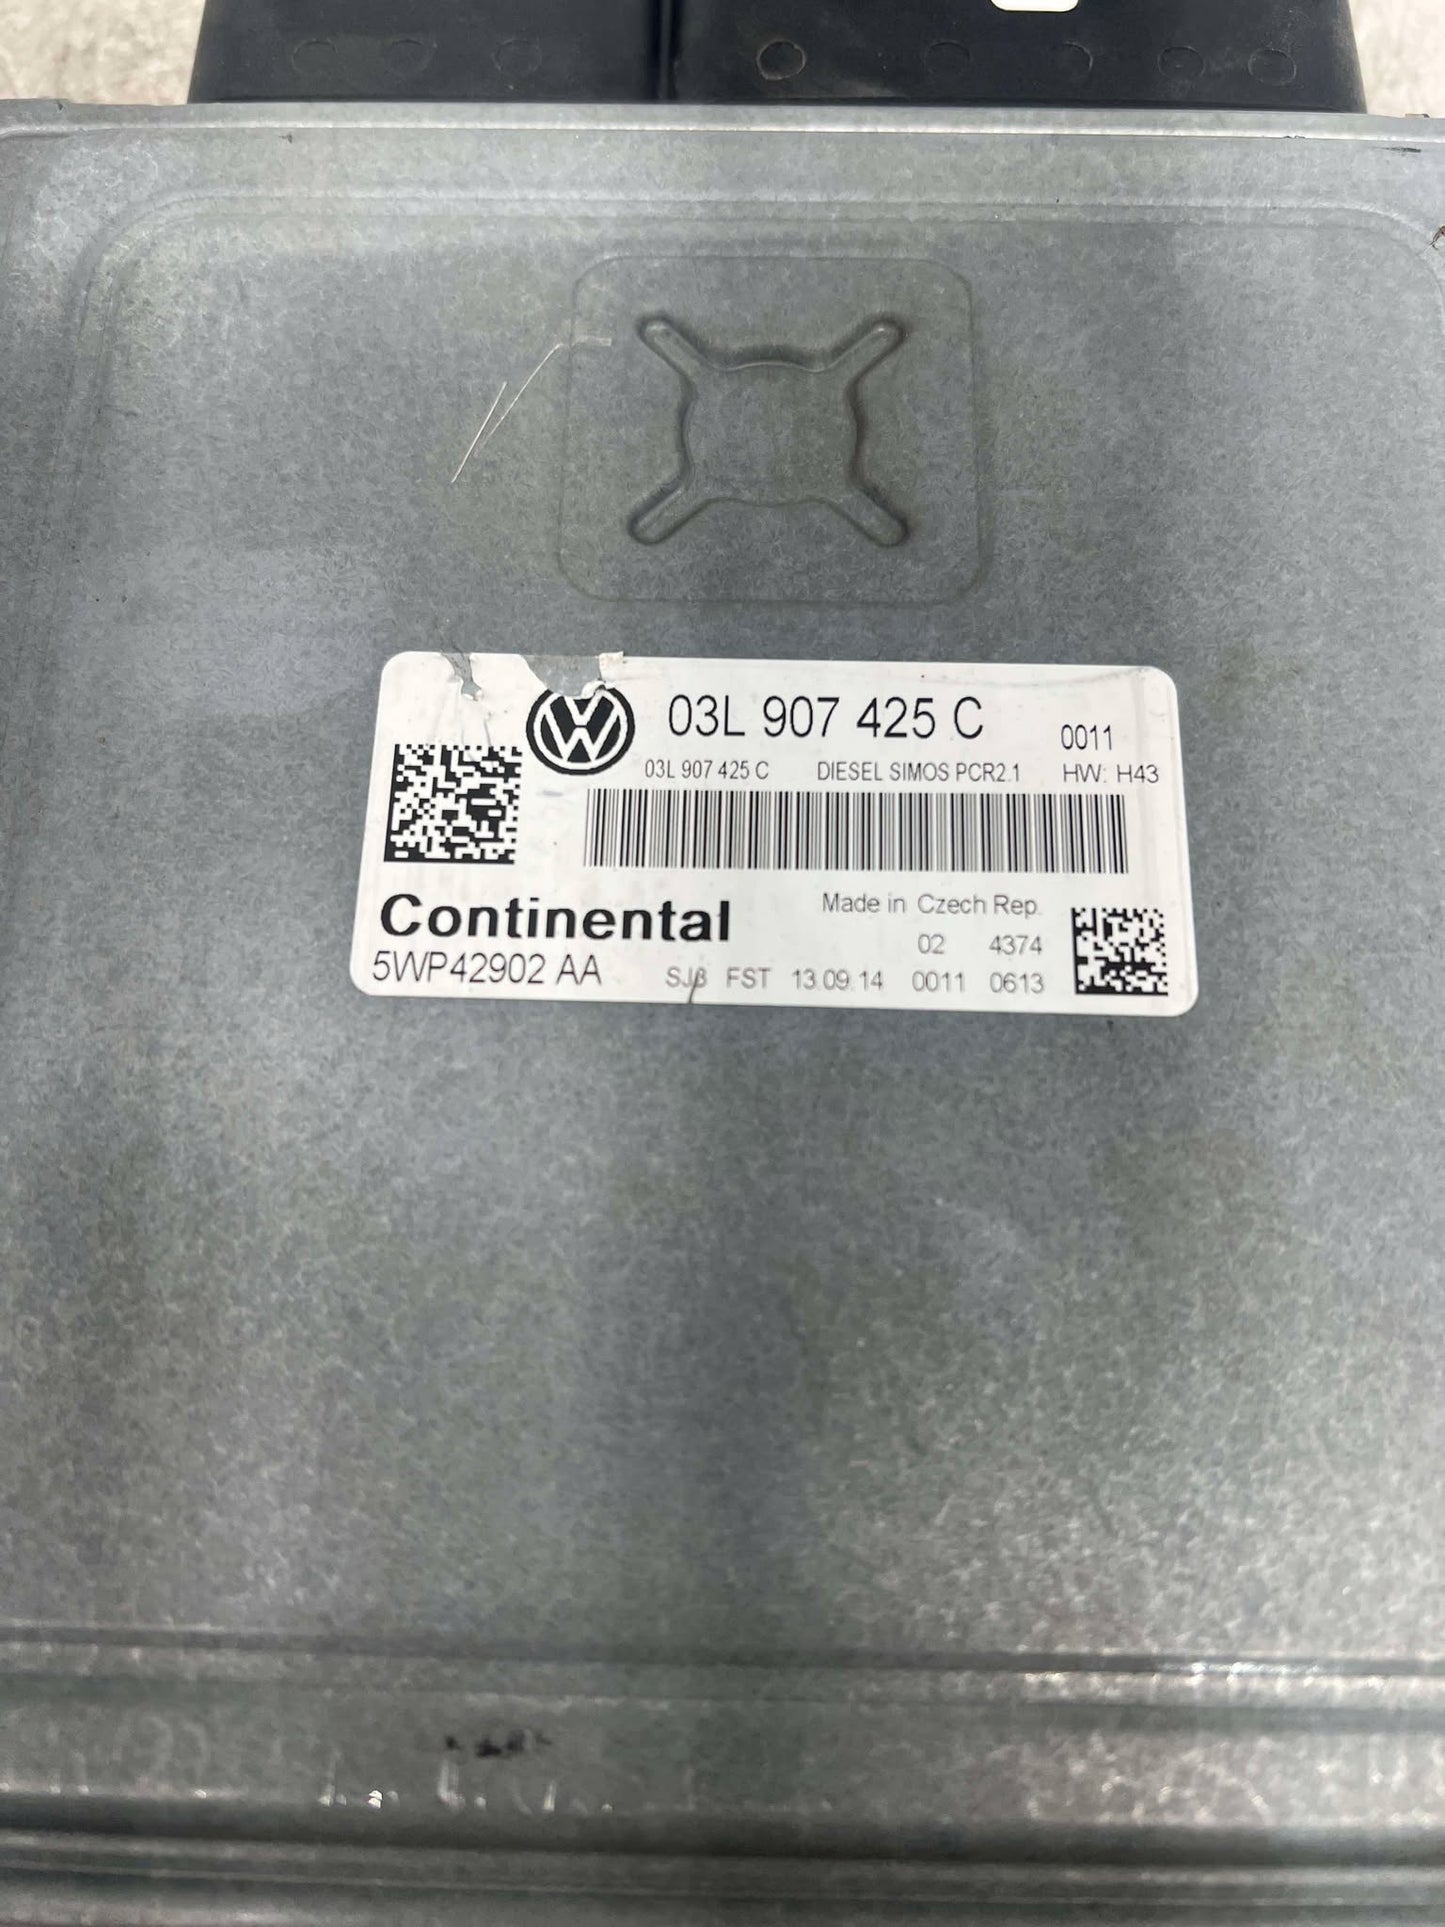 03L 907 425 C 0011
03L 907 425 C DIESEL SIMOS PCR2.1 HW: H43
Made in Czech Rep.
Continental 02 4374
5WP42902 AA SJB FST 13.09.14 0011 0613